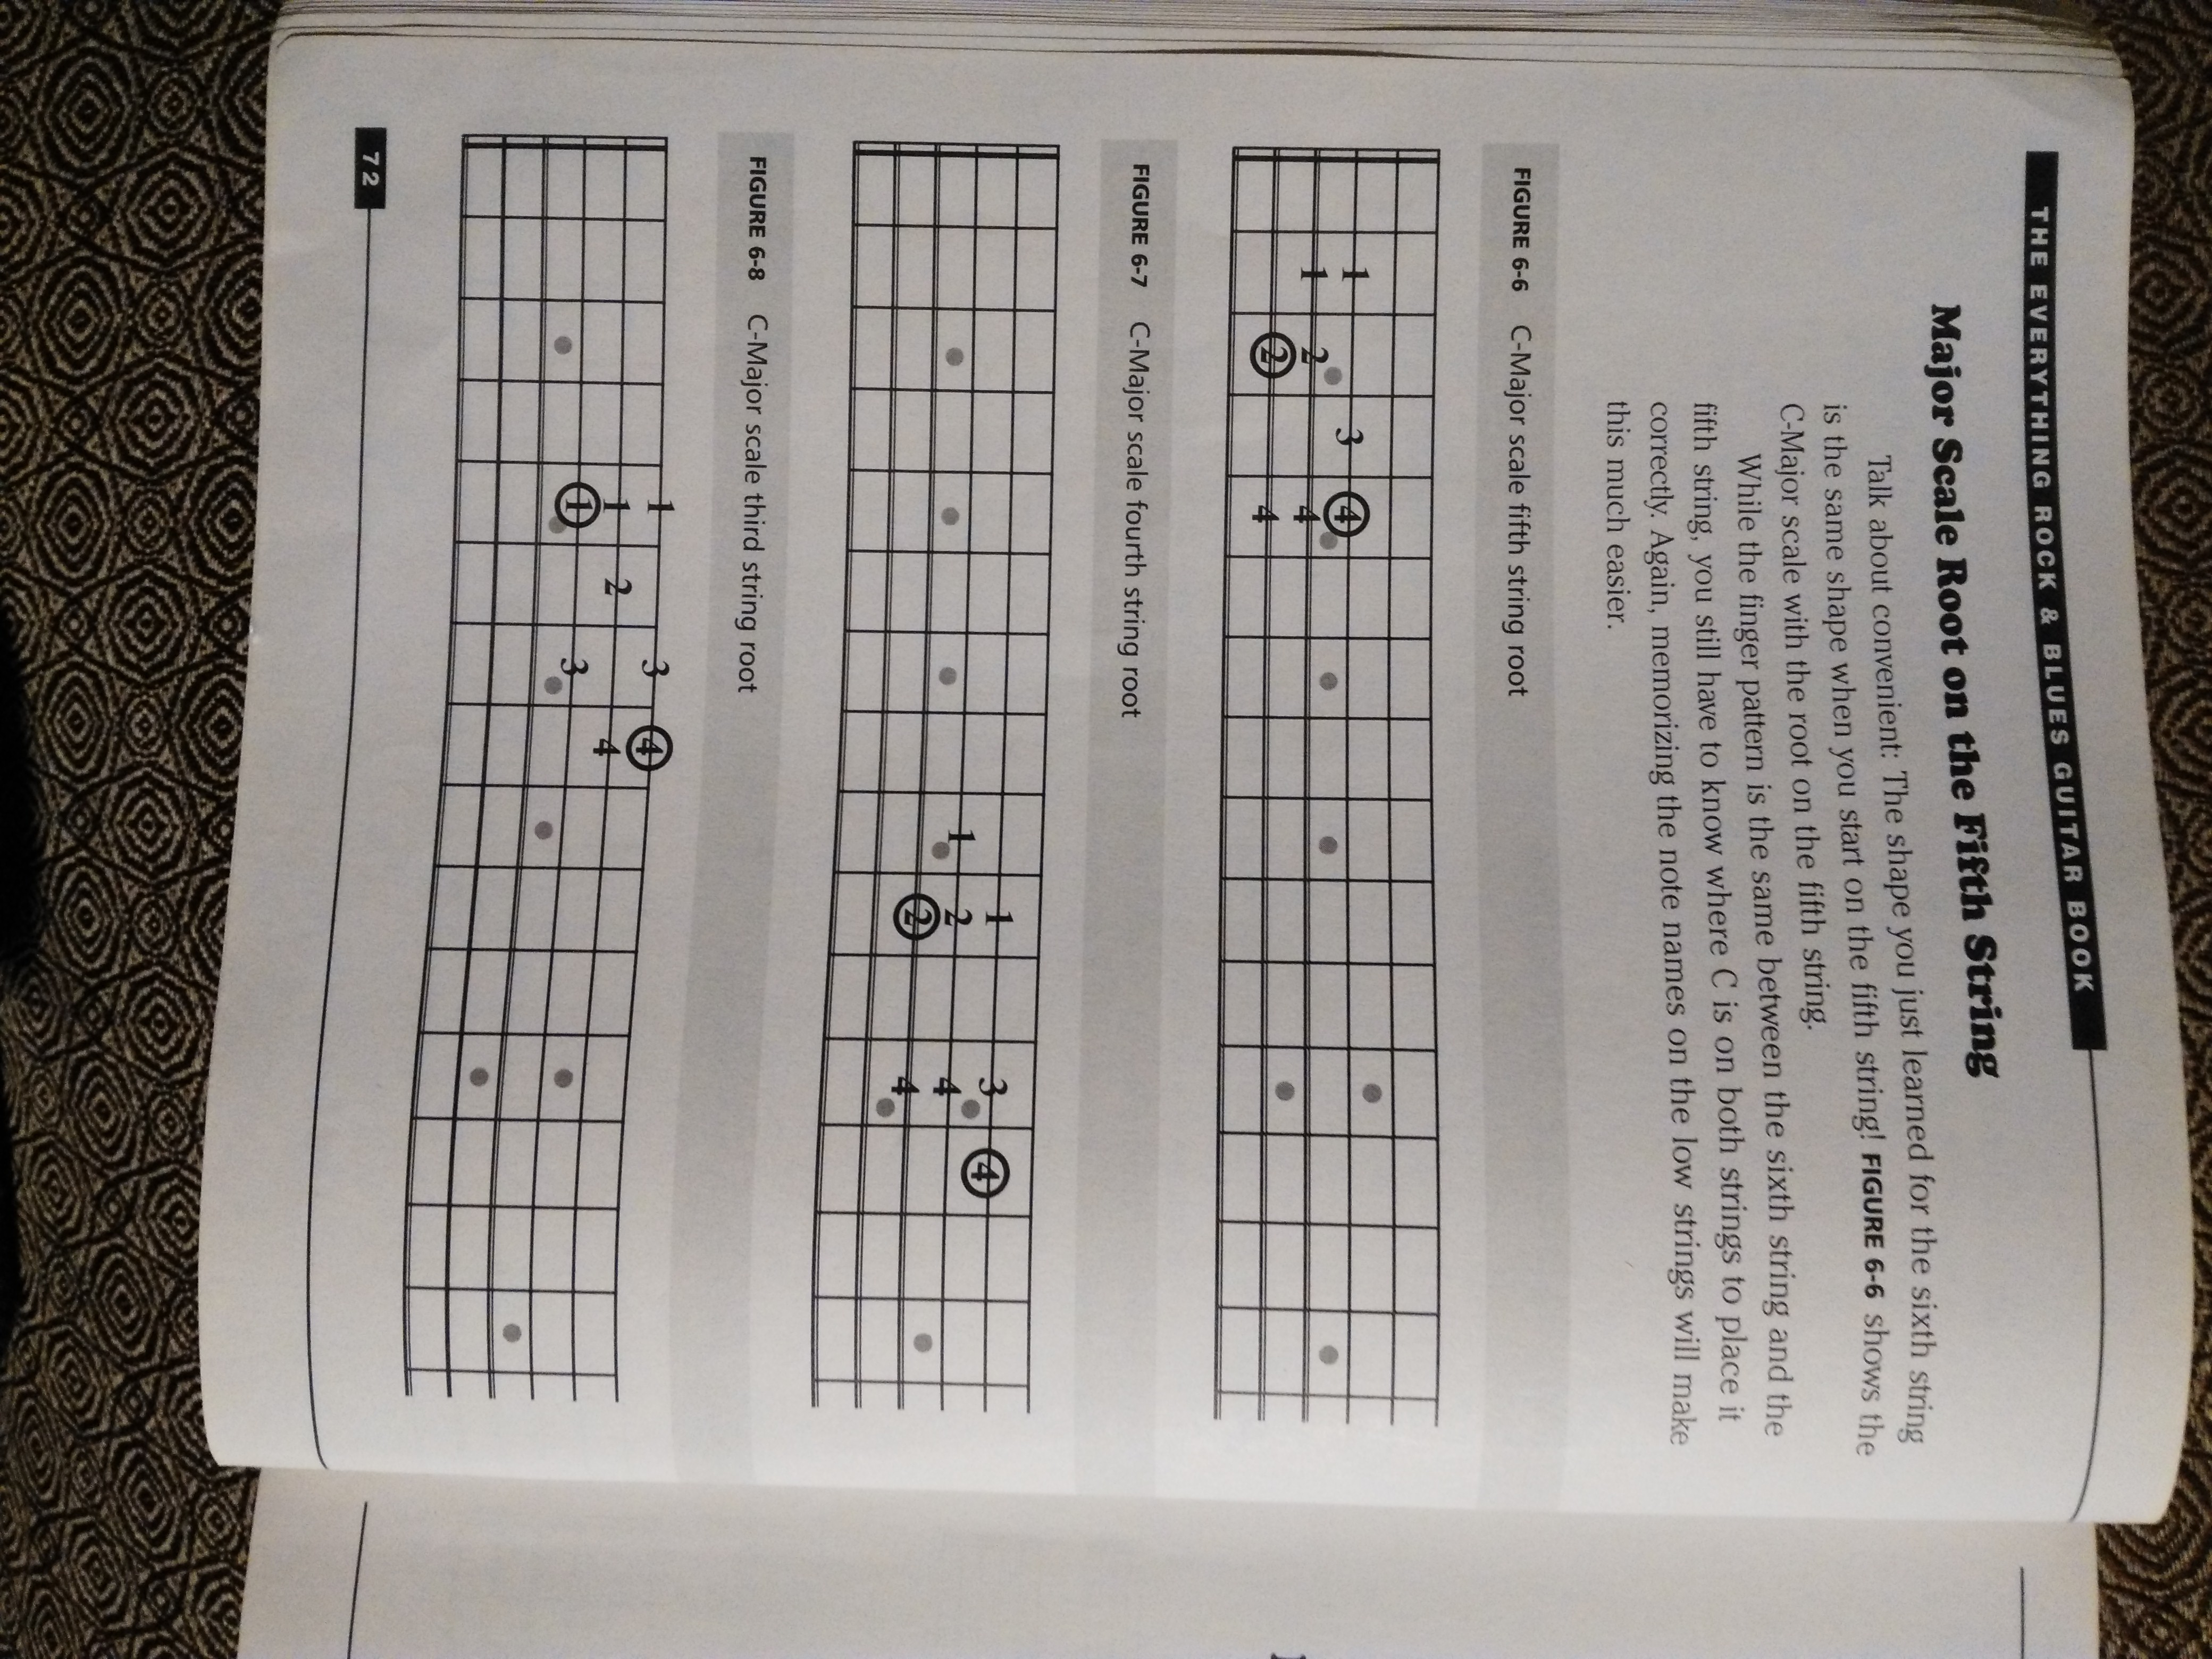 THE EVERYTHING ROCK & BLUES GUITAR BOOK
Major Scale Root on the Fifth String
Talk about convenient: The shape you just learned for the sixth string
is the same shape when you start on the fifth string! FIGURE 6-6 shows the
C-Major scale with the root on the fifth string.
While the finger pattern is the same between the sixth string and the
fifth string, you still have to know where C is on both strings to place it
correctly. Again, memorizing the note names on the low strings will make
this much easier.
FIGURE 6-6 C-Major scale fifth string root
1 3 4
1 2 4
2 4
FIGURE 6-7 C-Major scale fourth string root
1 3 4
1 2 4
2 4
FIGURE 6-8 C-Major scale third string root
1 3 4
1 2 4
1 3
72